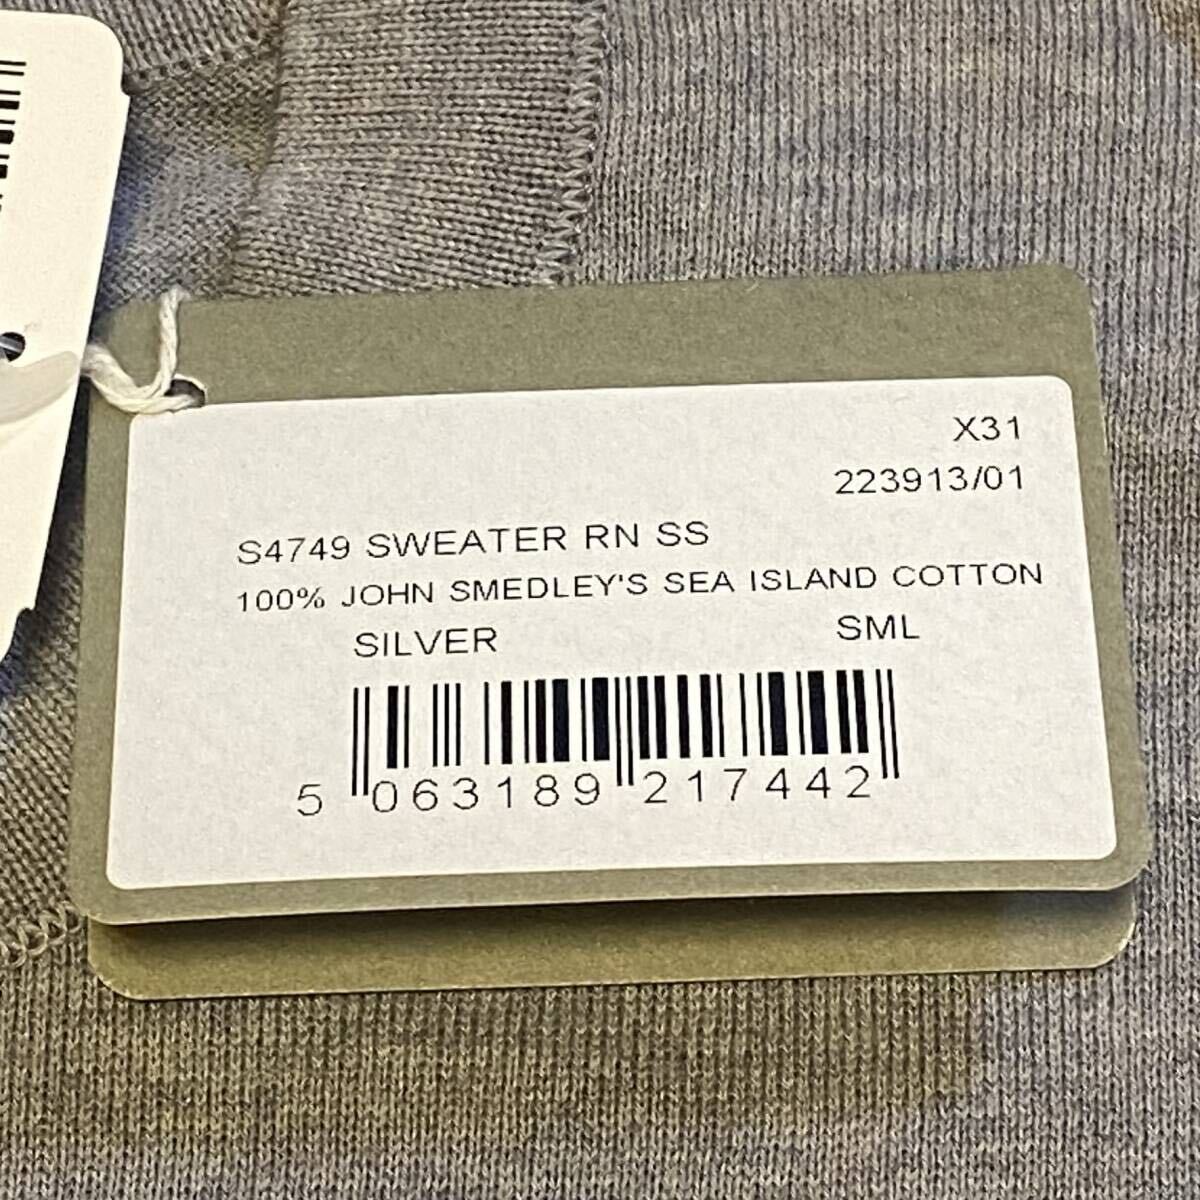 X31
223913/01
S4749 SWEATER RN SS
100% JOHN SMEDLEY'S SEA ISLAND COTTON
SILVER SML
5 063189 217442